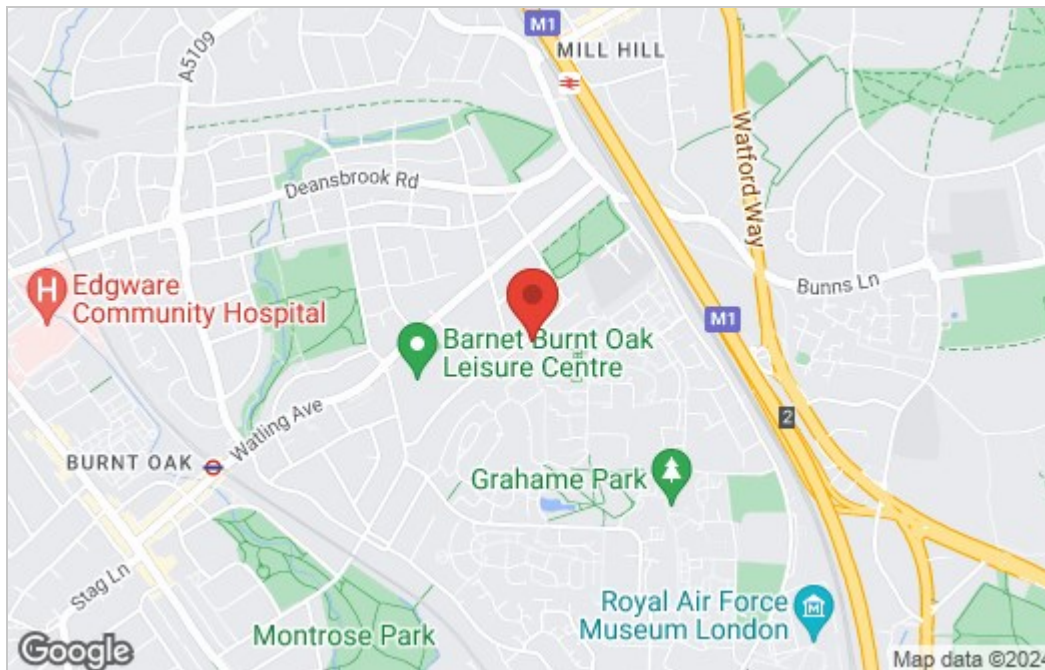 M1
MILL HILL
A5109
Watford Way
Deansbrook Rd
Bunns Ln
H
Edgware
Community Hospital
M1
Barnet Burnt Oak
Leisure Centre
2
Watling Ave
BURNT OAK
Grahame Park
Stag Ln
Royal Air Force
Museum London
Montrose Park
Google
Map data ©2024